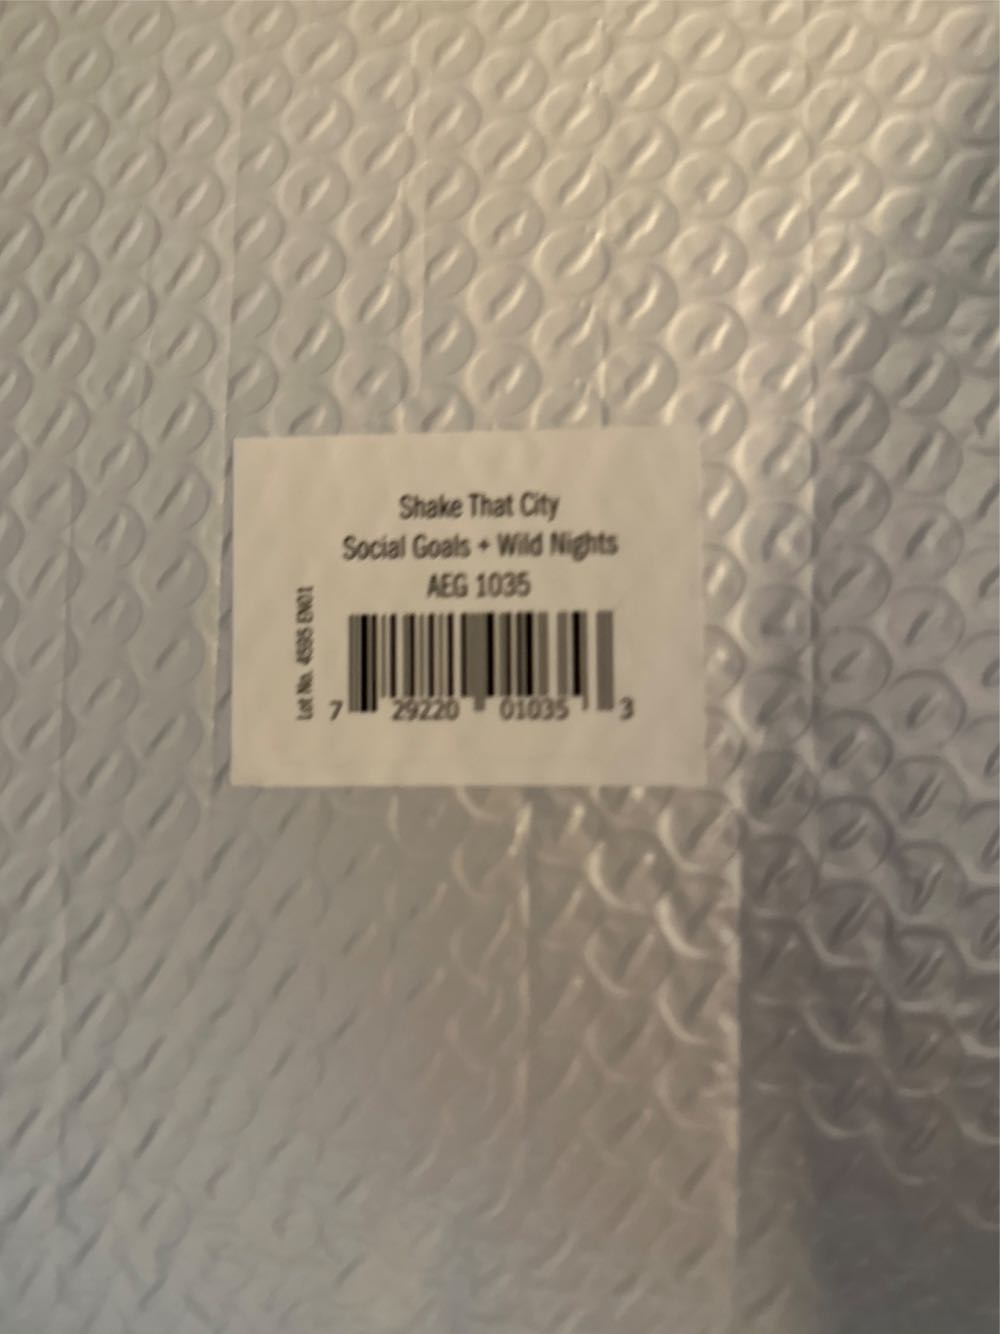 Shake That City
Social Goals + Wild Nights
AEG 1035
Lot No. 4595 EN01
7 29220 01035 3